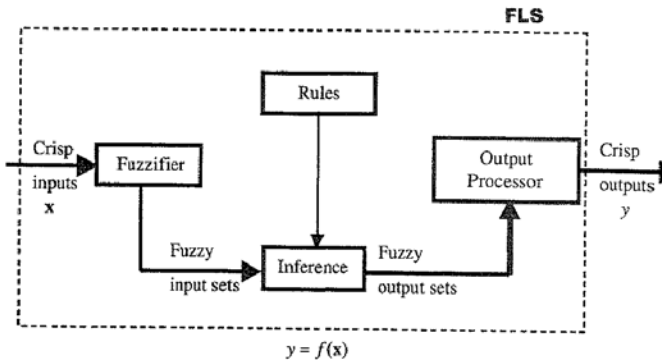 FLS
Rules
Crisp
inputs
x
Fuzzifier
Output
Processor
Crisp
outputs
y
Fuzzy
input sets
Inference
Fuzzy
output sets
y = f(x)